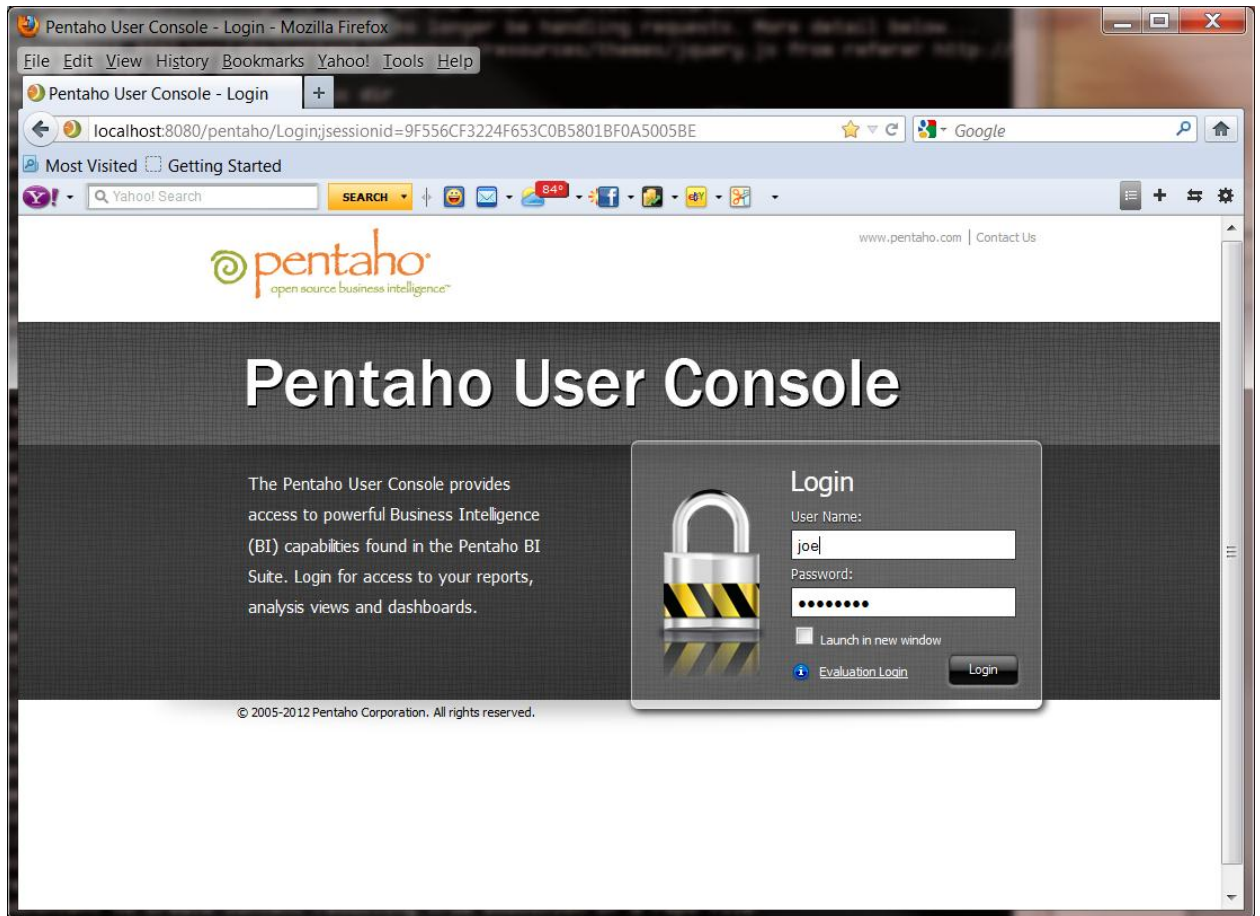 Pentaho User Console - Login - Mozilla Firefox
File Edit View History Bookmarks Yahoo! Tools Help
Pentaho User Console - Login +
localhost:8080/pentaho/Login;jsessionid=9F556CF3224F653C0B5801BF0A5005BE
Google
Most Visited Getting Started
Y! Yahoo! Search SEARCH 84° f ebY
www.pentaho.com | Contact Us
pentaho
open source business intelligence™
Pentaho User Console
The Pentaho User Console provides
access to powerful Business Intelligence
(BI) capabilities found in the Pentaho BI
Suite. Login for access to your reports,
analysis views and dashboards.
Login
User Name:
joe
Password:
••••••••
Launch in new window
Evaluation Login
Login
© 2005-2012 Pentaho Corporation. All rights reserved.